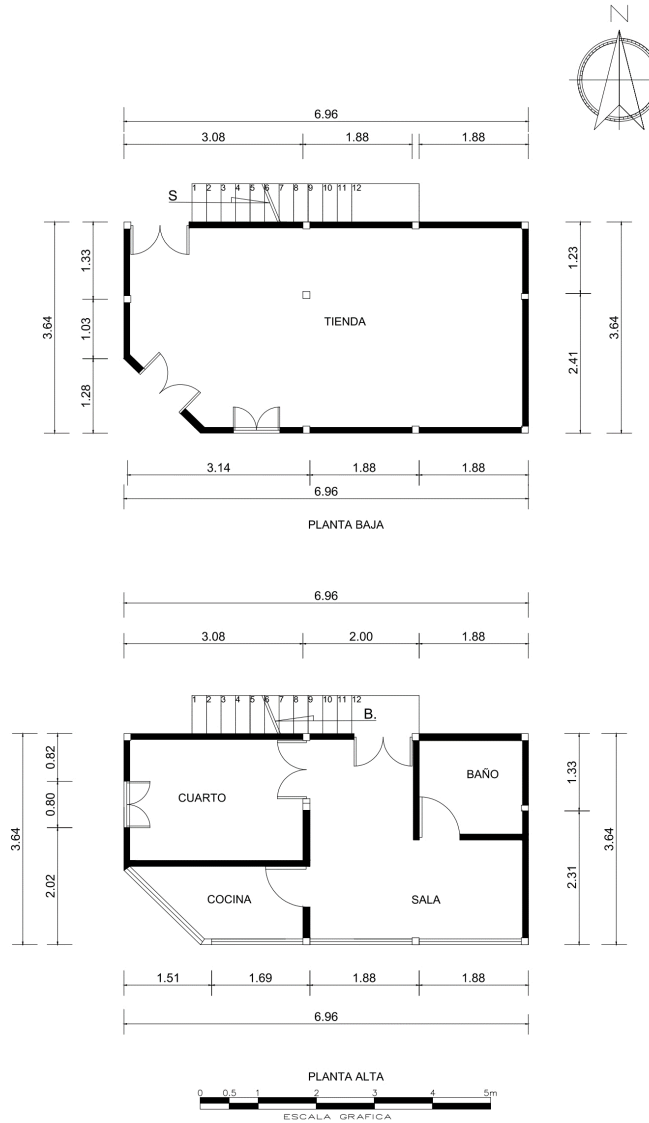 N
6.96
3.08 1.88 1.88
1 2 3 4 5 6 7 8 9 10 11 12
S
1.33
1.03
1.28
3.64
TIENDA
1.23
2.41
3.64
3.14 1.88 1.88
6.96
PLANTA BAJA
6.96
3.08 2.00 1.88
1 2 3 4 5 6 7 8 9 10 11 12
B.
0.82
0.80
2.02
3.64
CUARTO
BAÑO
COCINA
SALA
1.33
2.31
3.64
1.51 1.69 1.88 1.88
6.96
PLANTA ALTA
0 0.5 1 2 3 4 5m
ESCALA GRAFICA